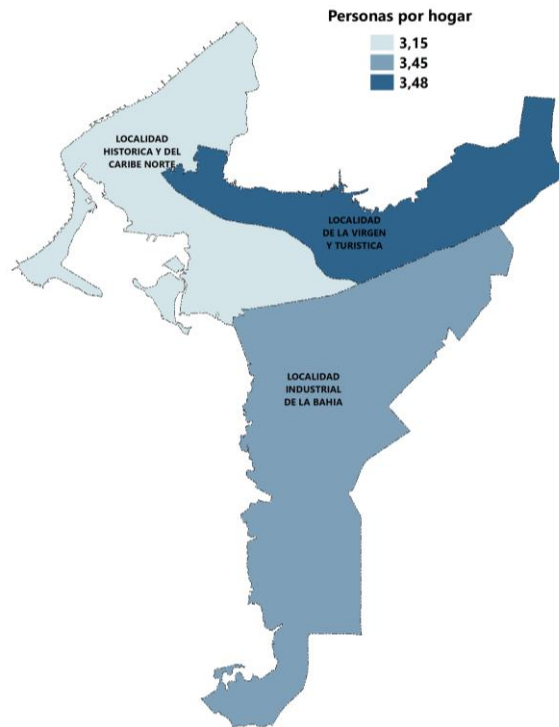 Personas por hogar
3,15
3,45
3,48
LOCALIDAD
HISTORICA Y DEL
CARIBE NORTE
LOCALIDAD
DE LA VIRGEN
Y TURISTICA
LOCALIDAD
INDUSTRIAL
DE LA BAHIA